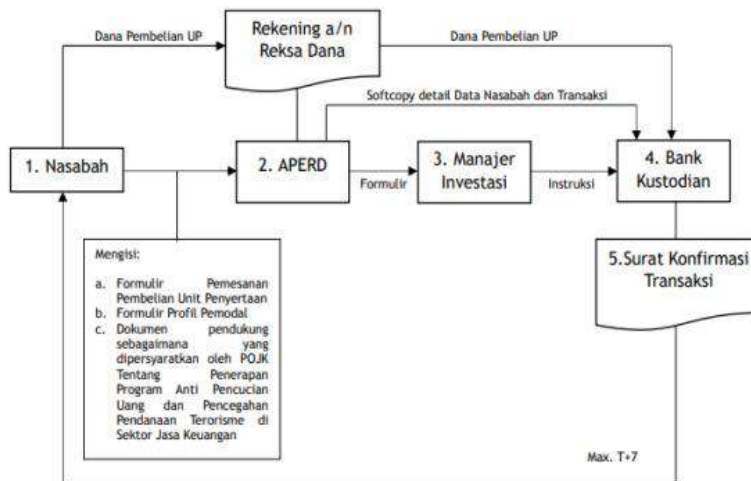 Dana Pembelian UP
Rekening a/n
Reksa Dana
Dana Pembelian UP
Softcopy detail Data Nasabah dan Transaksi
1. Nasabah
2. APERD
Formulir
3. Manajer
Investasi
Instruksi
4. Bank
Kustodian
Mengisi:
a. Formulir Pemesanan
Pembelian Unit Penyertaan
b. Formulir Profil Pemodal
c. Dokumen pendukung
sebagaimana yang
dipersyaratkan oleh POJK
Tentang Penerapan
Program Anti Pencucian
Uang dan Pencegahan
Pendanaan Terorisme di
Sektor Jasa Keuangan
5.Surat Konfirmasi
Transaksi
Max. T+7